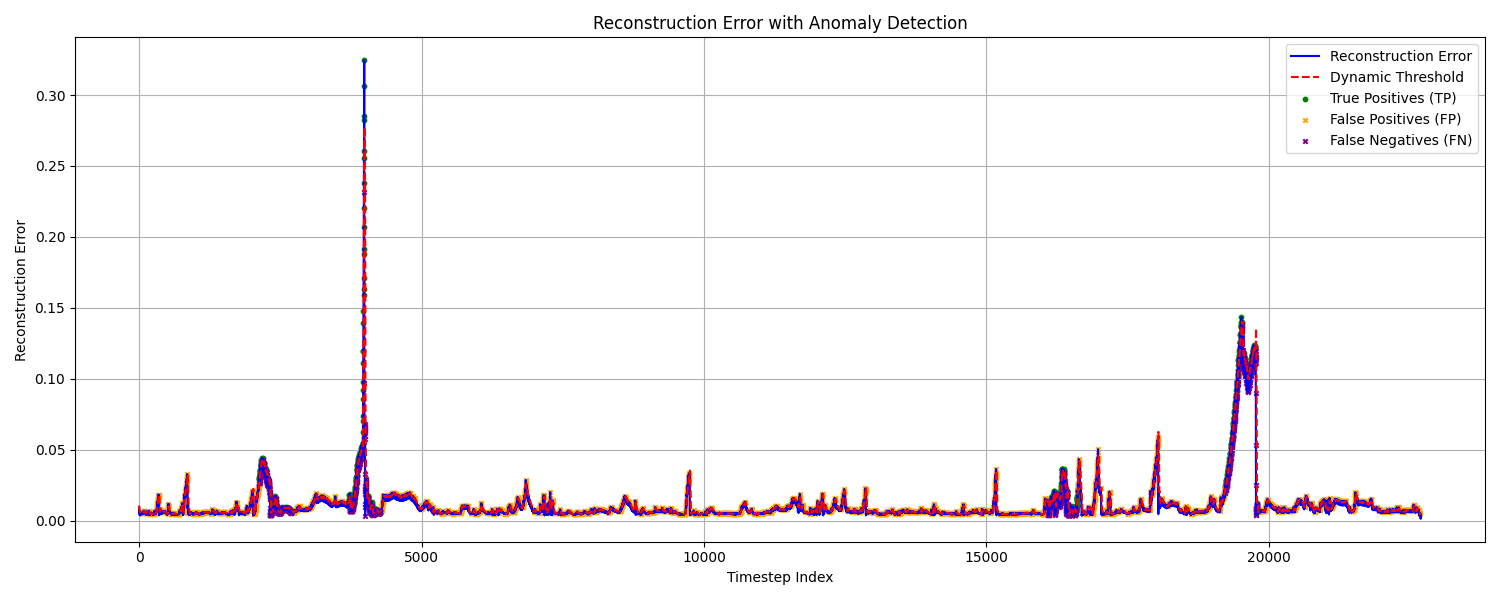 Reconstruction Error with Anomaly Detection
Reconstruction Error
Dynamic Threshold
True Positives (TP)
False Positives (FP)
False Negatives (FN)
Reconstruction Error
0.30
0.25
0.20
0.15
0.10
0.05
0.00
0
5000
10000
15000
20000
Timestep Index